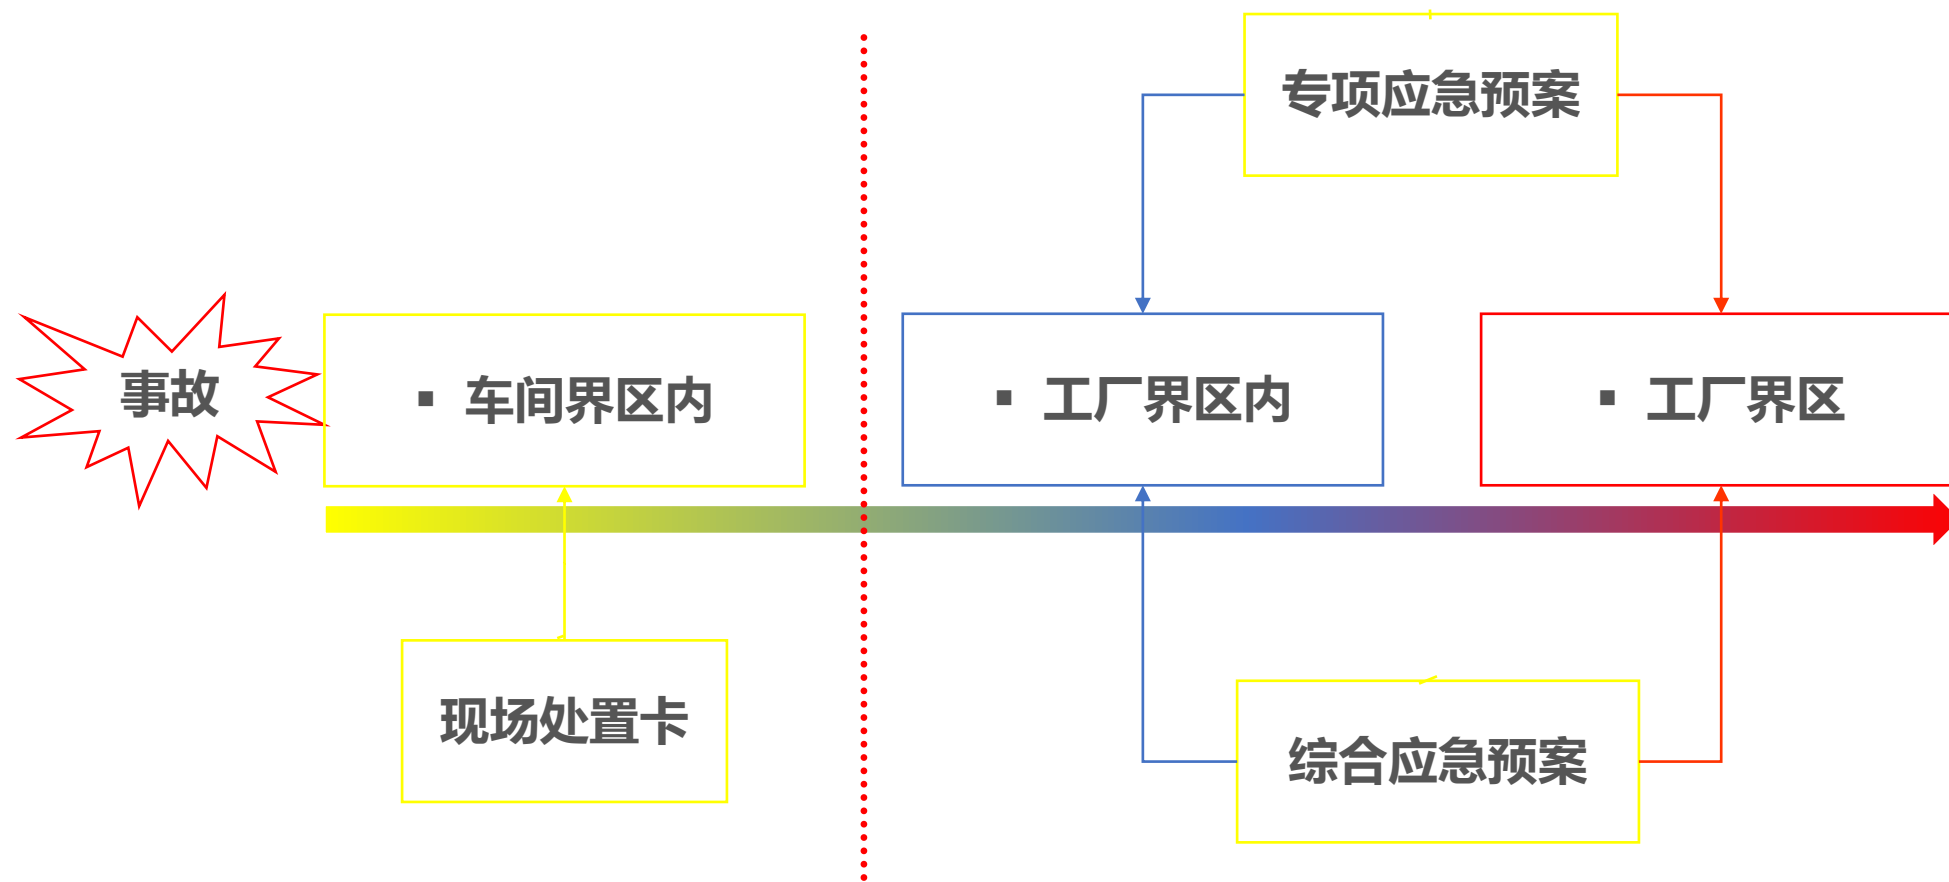 专项应急预案
事故
▪ 车间界区内
▪ 工厂界区内
▪ 工厂界区
现场处置卡
综合应急预案